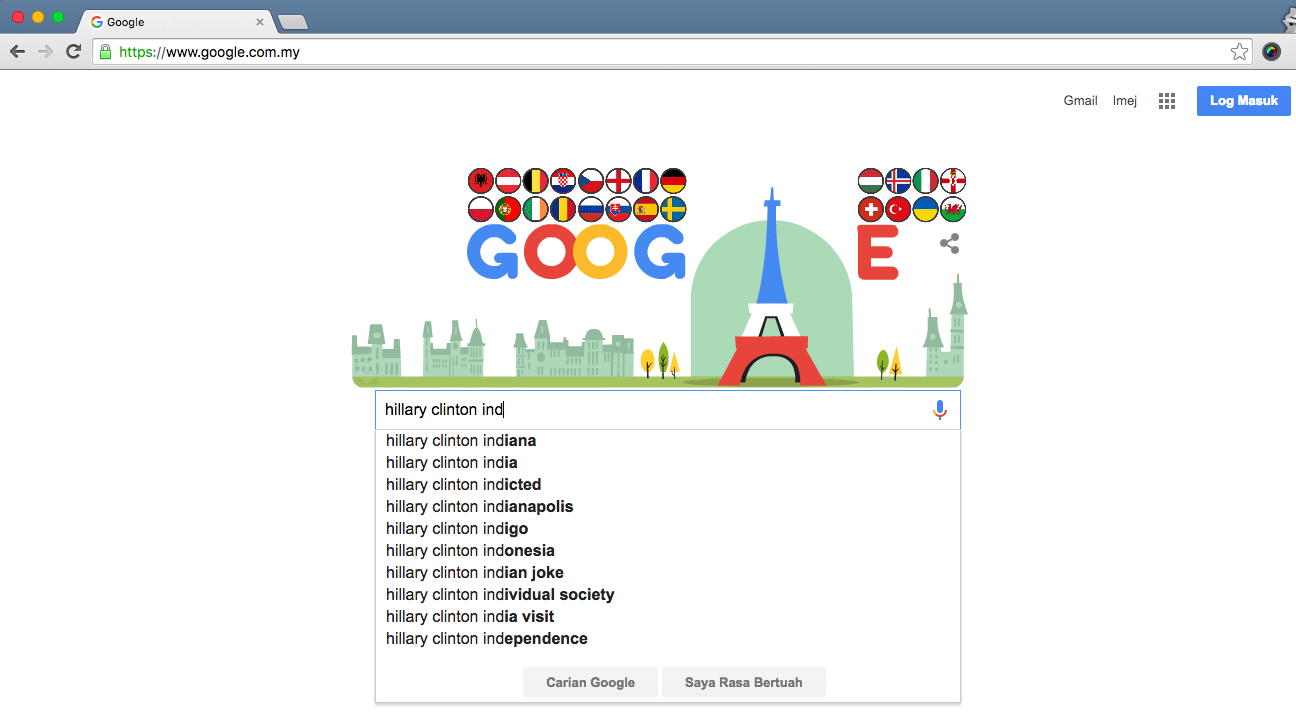 Google
https://www.google.com.my
Gmail Imej Log Masuk
GOOG E
hillary clinton ind
hillary clinton indiana
hillary clinton india
hillary clinton indicted
hillary clinton indianapolis
hillary clinton indigo
hillary clinton indonesia
hillary clinton indian joke
hillary clinton individual society
hillary clinton india visit
hillary clinton independence
Carian Google Saya Rasa Bertuah